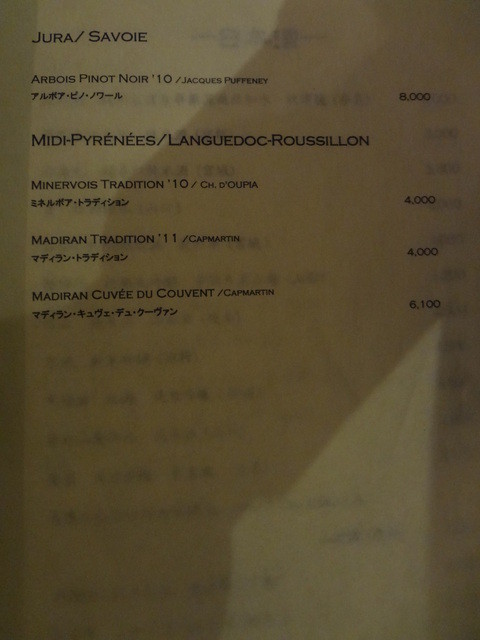 JURA/ SAVOIE
ARBOIS PINOT NOIR '10 /JACQUES PUFFENEY
アルボア・ピノ・ノワール
8,000
MIDI-PYRÉNÉES/LANGUEDOC-ROUSSILLON
MINERVOIS TRADITION '10 / CH. D'OUPIA
ミネルボア・トラディション
4,000
MADIRAN TRADITION '11 /CAPMARTIN
マディラン・トラディション
4,000
MADIRAN CUVÉE DU COUVENT /CAPMARTIN
マディラン・キュヴェ・デュ・クーヴァン
6,100